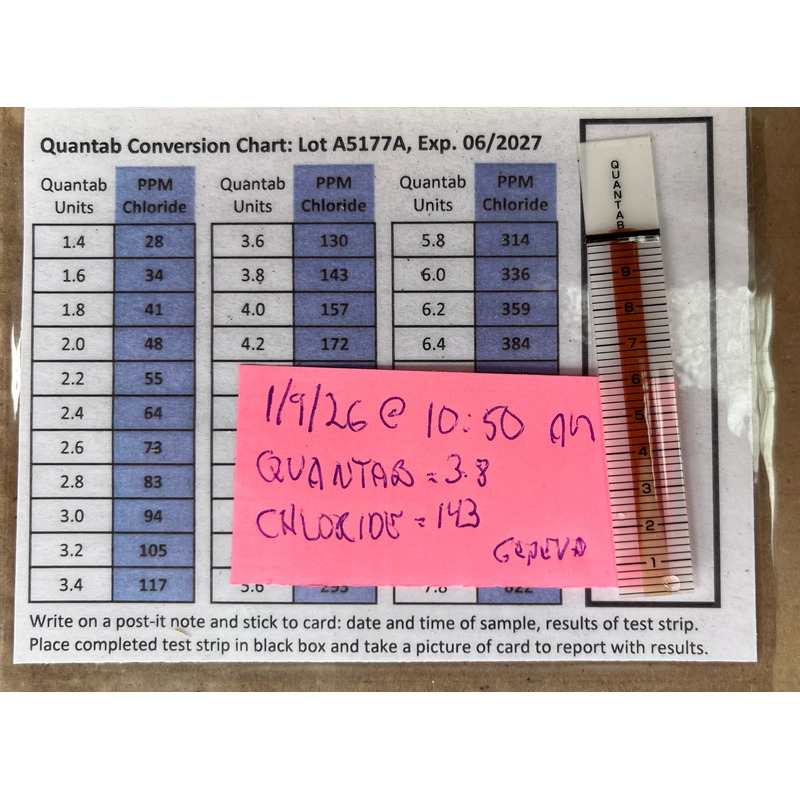 Quantab Conversion Chart: Lot A5177A, Exp. 06/2027
Quantab Units PPM Chloride Quantab Units PPM Chloride Quantab Units PPM Chloride
1.4 28 3.6 130 5.8 314
1.6 34 3.8 143 6.0 336
1.8 41 4.0 157 6.2 359
2.0 48 4.2 172 6.4 384
2.2 55
2.4 64
2.6 73
2.8 83
3.0 94
3.2 105
3.4 117 5.6 293 7.8 622
1/9/26 @ 10:50 am
QUANTAB = 3.8
CHLORIDE = 143
GENEVA
QUANTAB
9
8
7
6
5
4
3
2
1
Write on a post-it note and stick to card: date and time of sample, results of test strip.
Place completed test strip in black box and take a picture of card to report with results.